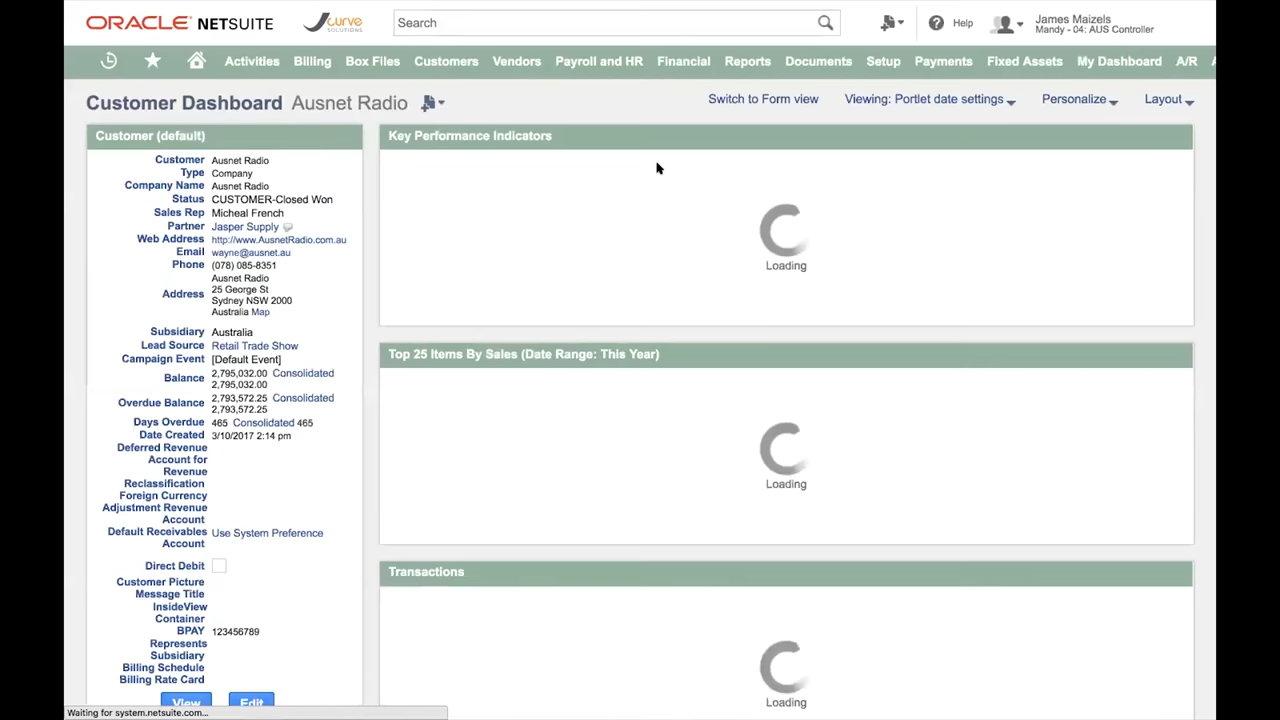 ORACLE NETSUITE
JCurve SOLUTIONS
Search
Help
James Maizels
Mandy - 04: AUS Controller
Activities Billing Box Files Customers Vendors Payroll and HR Financial Reports Documents Setup Payments Fixed Assets My Dashboard A/R
Customer Dashboard Ausnet Radio
Switch to Form view Viewing: Portlet date settings Personalize Layout
Customer (default)
Customer Ausnet Radio
Type Company
Company Name Ausnet Radio
Status CUSTOMER-Closed Won
Sales Rep Micheal French
Partner Jasper Supply
Web Address http://www.AusnetRadio.com.au
Email wayne@ausnet.au
Phone (078) 085-8351
Address Ausnet Radio
25 George St
Sydney NSW 2000
Australia Map
Subsidiary Australia
Lead Source Retail Trade Show
Campaign Event [Default Event]
Balance 2,795,032.00 Consolidated
2,795,032.00
Overdue Balance 2,793,572.25 Consolidated
2,793,572.25
Days Overdue 465 Consolidated 465
Date Created 3/10/2017 2:14 pm
Deferred Revenue
Account for
Revenue
Reclassification
Foreign Currency
Adjustment Revenue
Account
Default Receivables Use System Preference
Account
Direct Debit
Customer Picture
Message Title
InsideView
Container
BPAY 123456789
Represents
Subsidiary
Billing Schedule
Billing Rate Card
View Edit
Waiting for system.netsuite.com...
Key Performance Indicators
Loading
Top 25 Items By Sales (Date Range: This Year)
Loading
Transactions
Loading